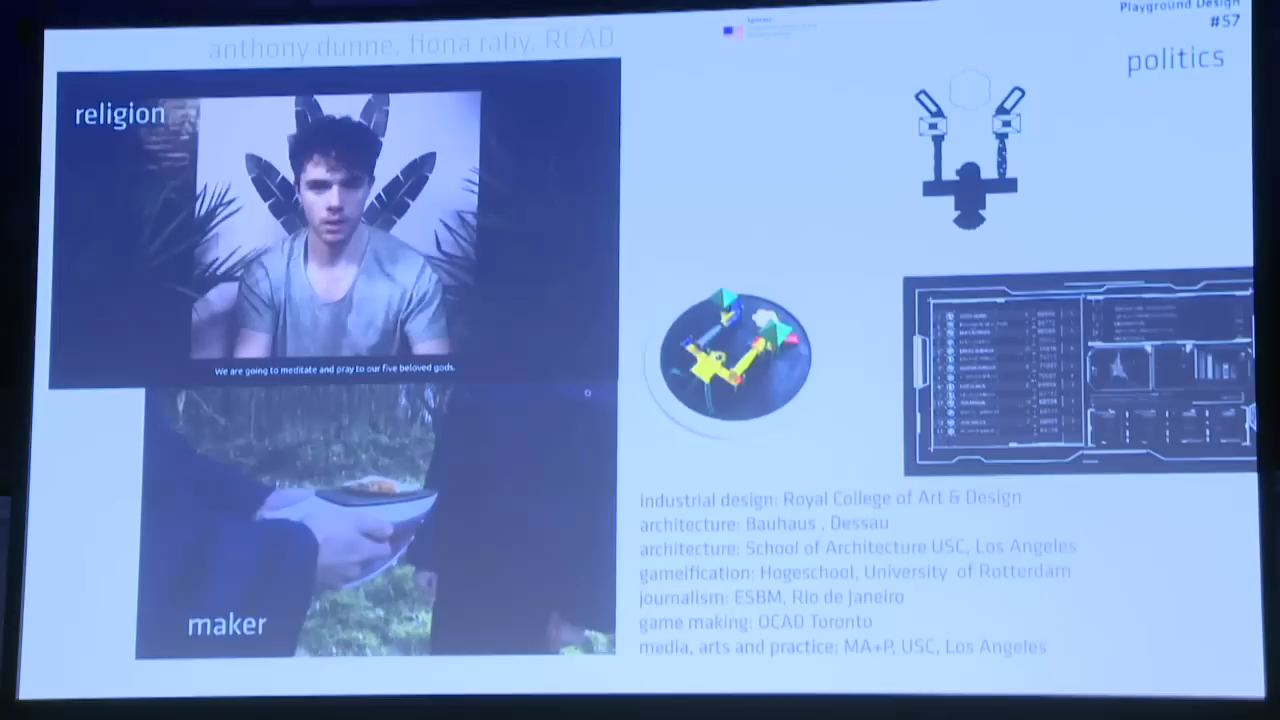 anthony dunne, fiona raby, RCAD
Playground Design
#57
politics
religion
We are going to meditate and pray to our five beloved gods.
maker
industrial design: Royal College of Art & Design
architecture: Bauhaus , Dessau
architecture: School of Architecture USC, Los Angeles
gameification: Hogeschool, University of Rotterdam
journalism: ESBM, Rio de Janeiro
game making: OCAD Toronto
media, arts and practice: MA+P, USC, Los Angeles